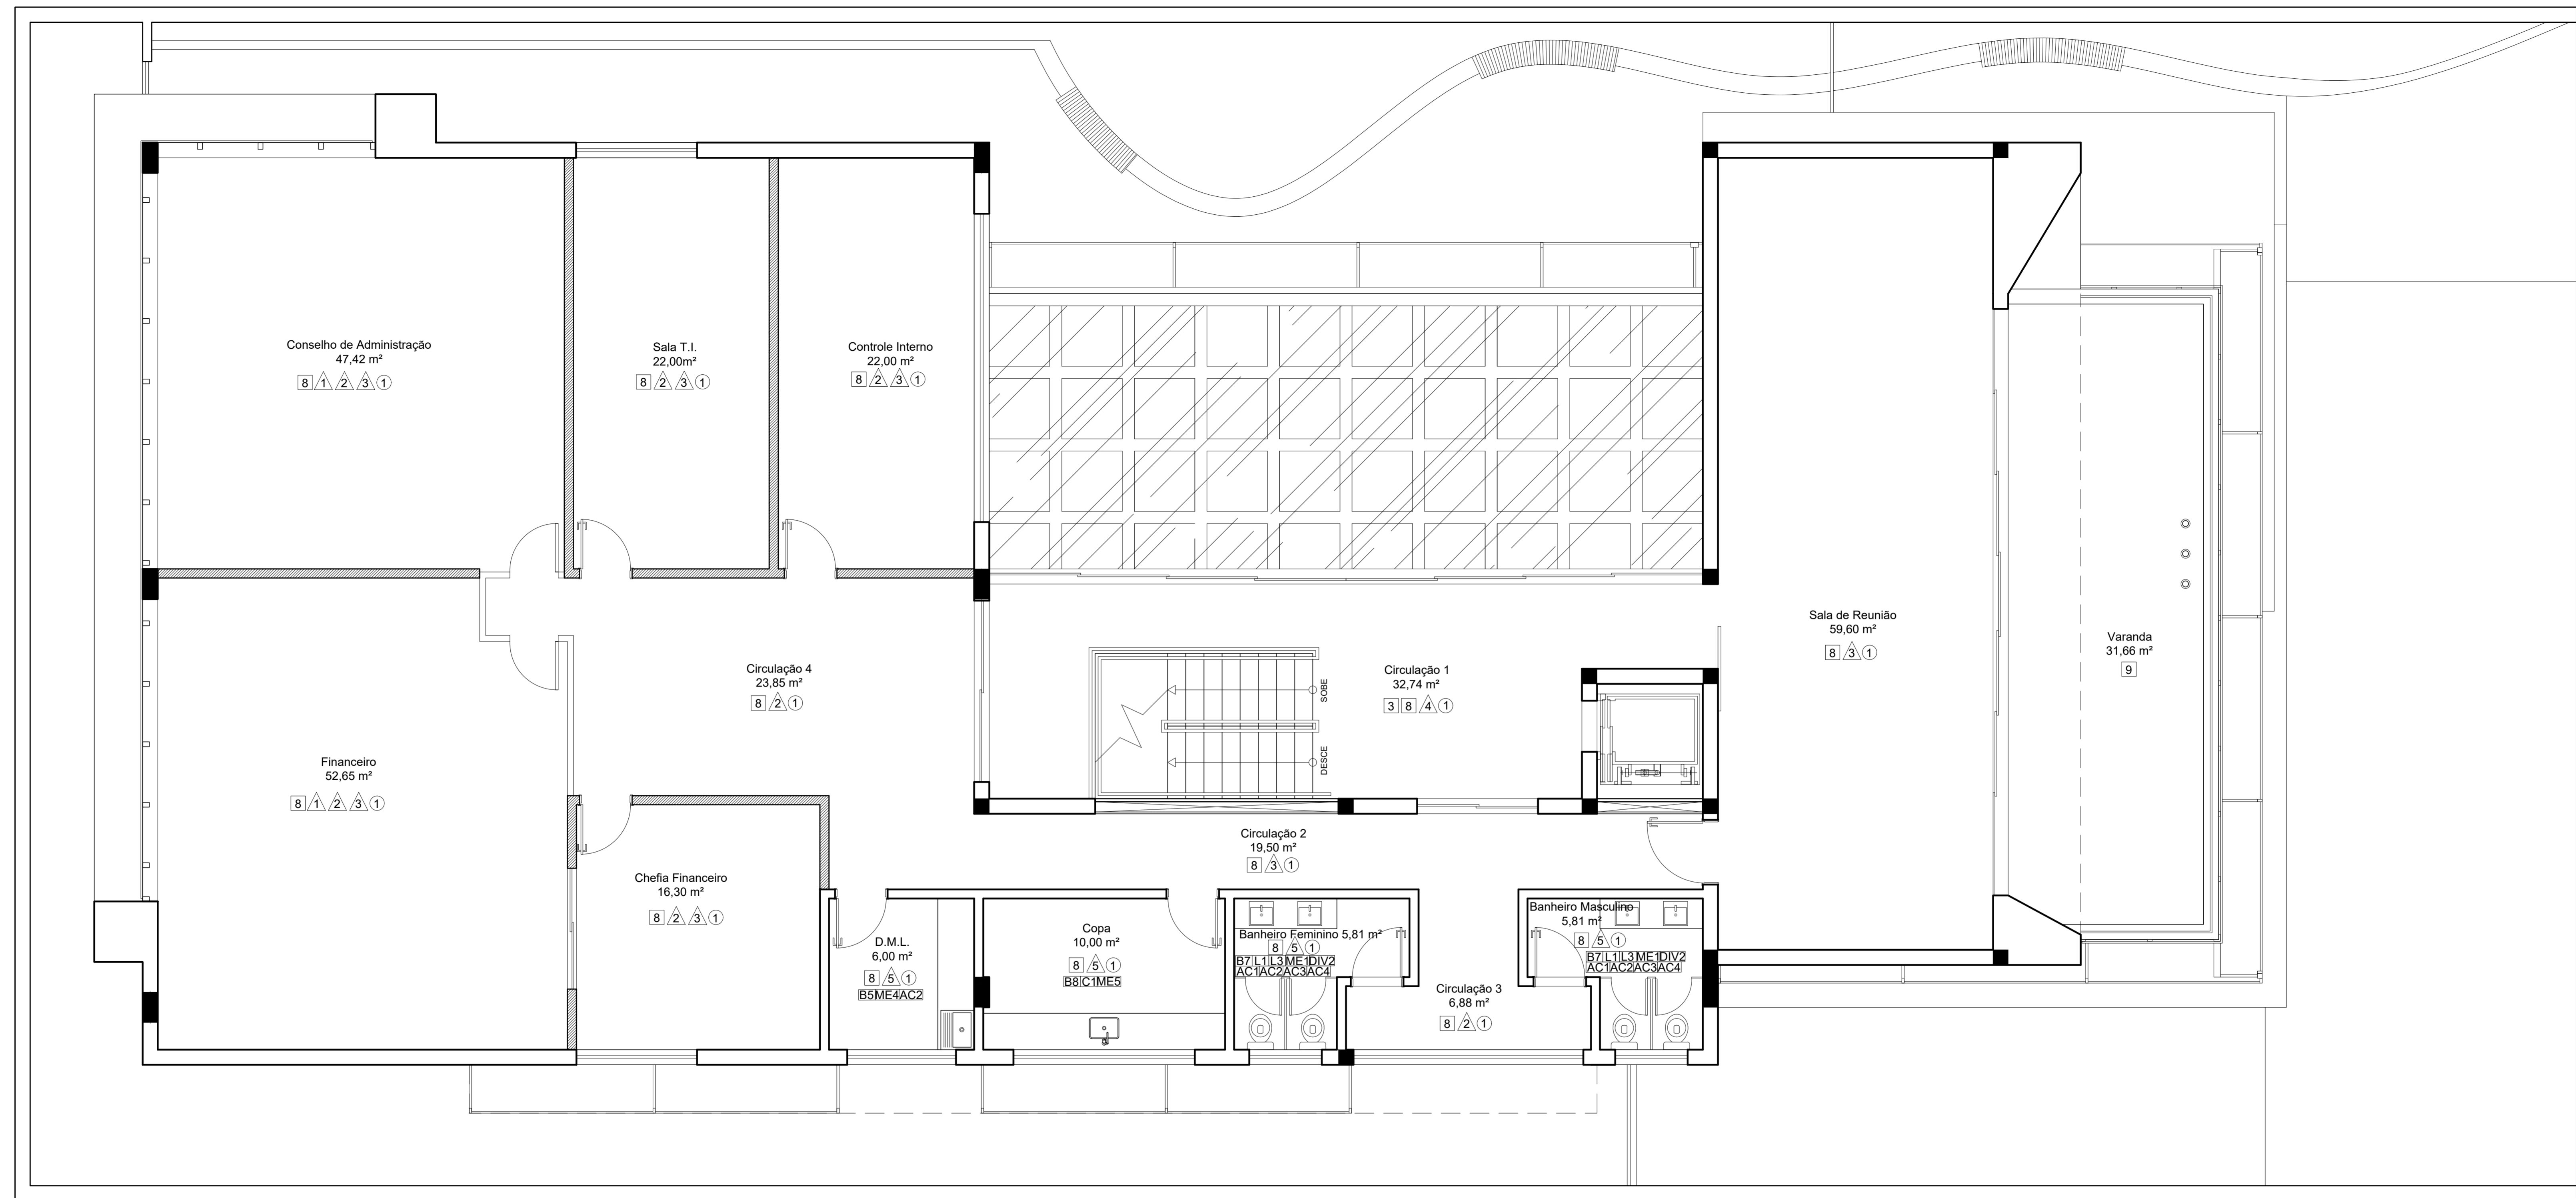 Conselho de Administração
47,42 m²
8 1 2 3 1
Sala T.I.
22,00m²
8 2 3 1
Controle Interno
22,00 m²
8 2 3 1
Sala de Reunião
59,60 m²
8 3 1
Varanda
31,66 m²
9
Circulação 4
23,85 m²
8 2 1
SOBE
DESCE
Circulação 1
32,74 m²
3 8 4 1
Financeiro
52,65 m²
8 1 2 3 1
Circulação 2
19,50 m²
8 3 1
Chefia Financeiro
16,30 m²
8 2 3 1
D.M.L.
6,00 m²
8 5 1
B5 ME4 AC2
Copa
10,00 m²
8 5 1
B8 C1 ME5
Banheiro Feminino 5,81 m²
8 5 1
B7 L1 L3 ME1 DIV2
AC1 AC2 AC3 AC4
Circulação 3
6,88 m²
8 2 1
Banheiro Masculino
5,81 m²
8 5 1
B7 L1 L3 ME1 DIV2
AC1 AC2 AC3 AC4